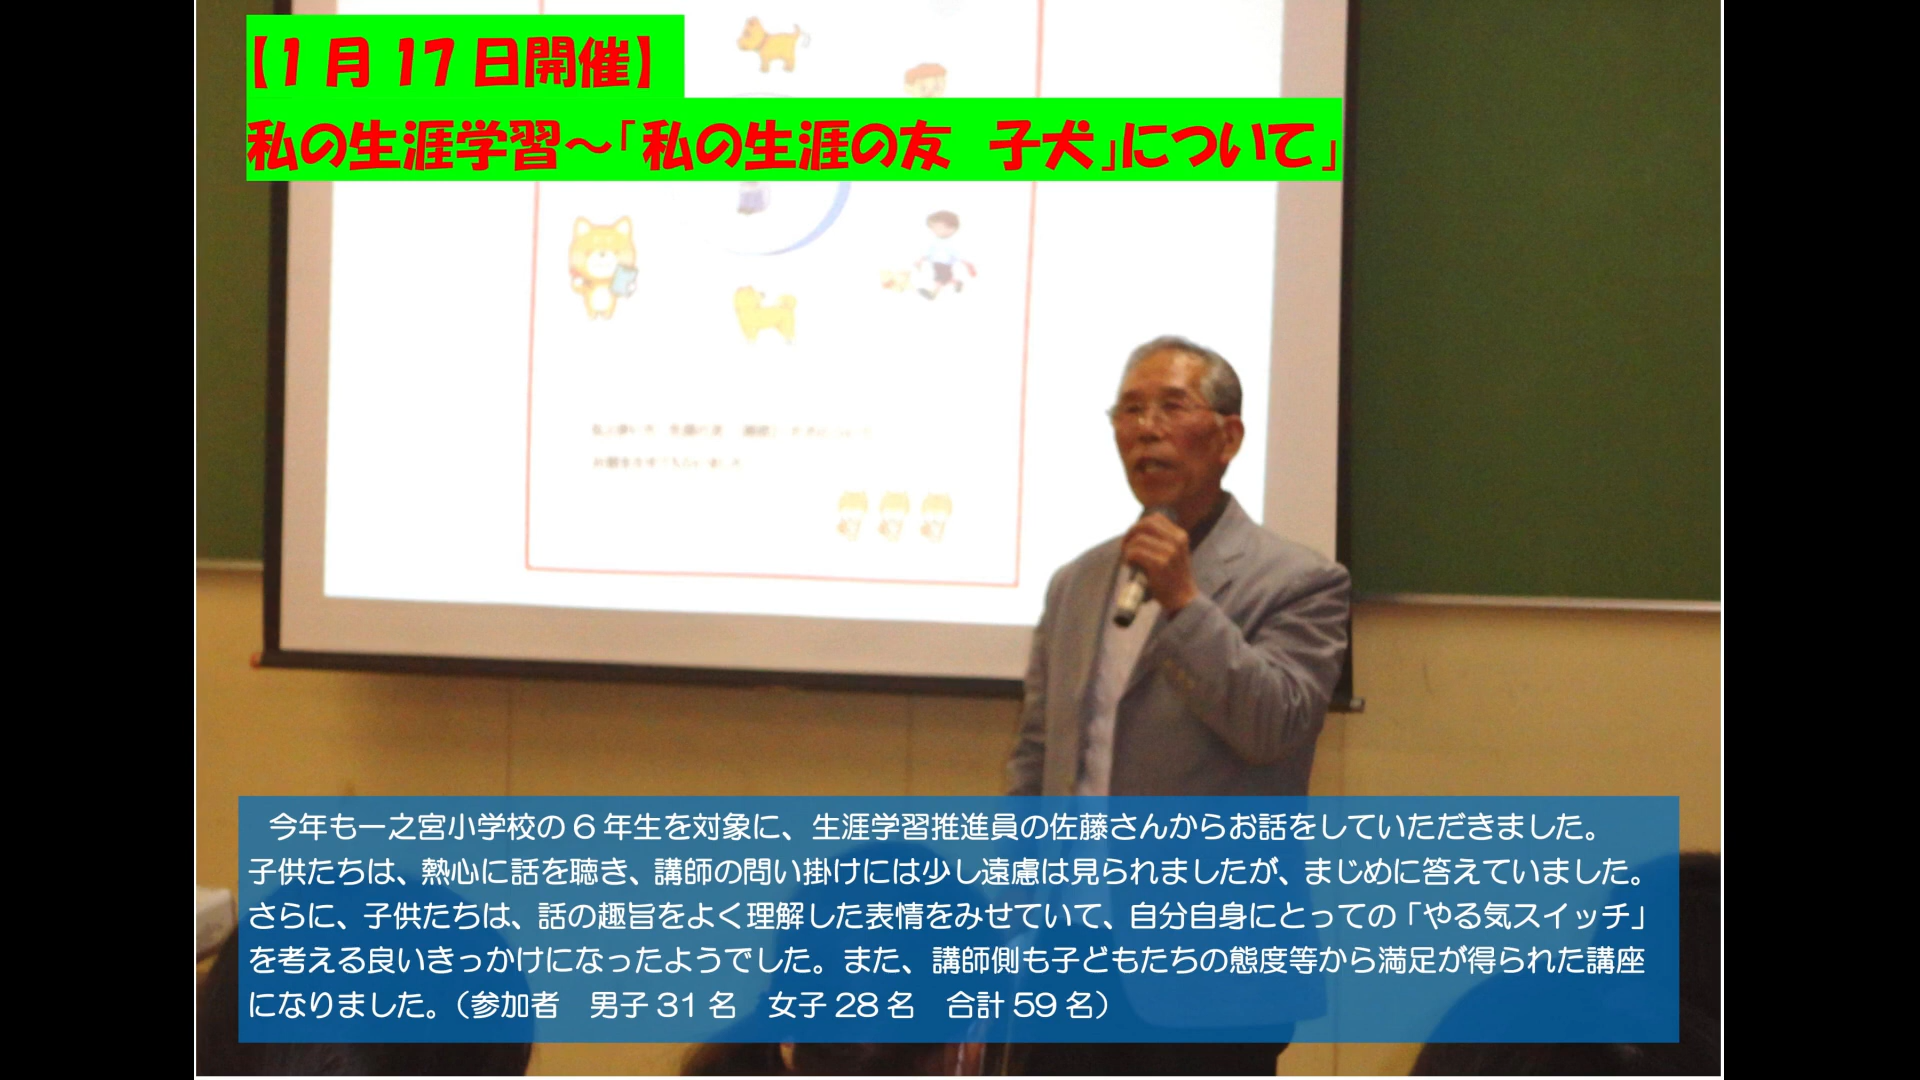 【1月17日開催】
私の生涯学習～「私の生涯の友　子犬」について」
今年も一之宮小学校の6年生を対象に、生涯学習推進員の佐藤さんからお話をしていただきました。
子供たちは、熱心に話を聴き、講師の問い掛けには少し遠慮は見られましたが、まじめに答えていました。
さらに、子供たちは、話の趣旨をよく理解した表情をみせていて、自分自身にとっての「やる気スイッチ」
を考える良いきっかけになったようでした。また、講師側も子どもたちの態度等から満足が得られた講座
になりました。（参加者　男子31名　女子28名　合計59名）